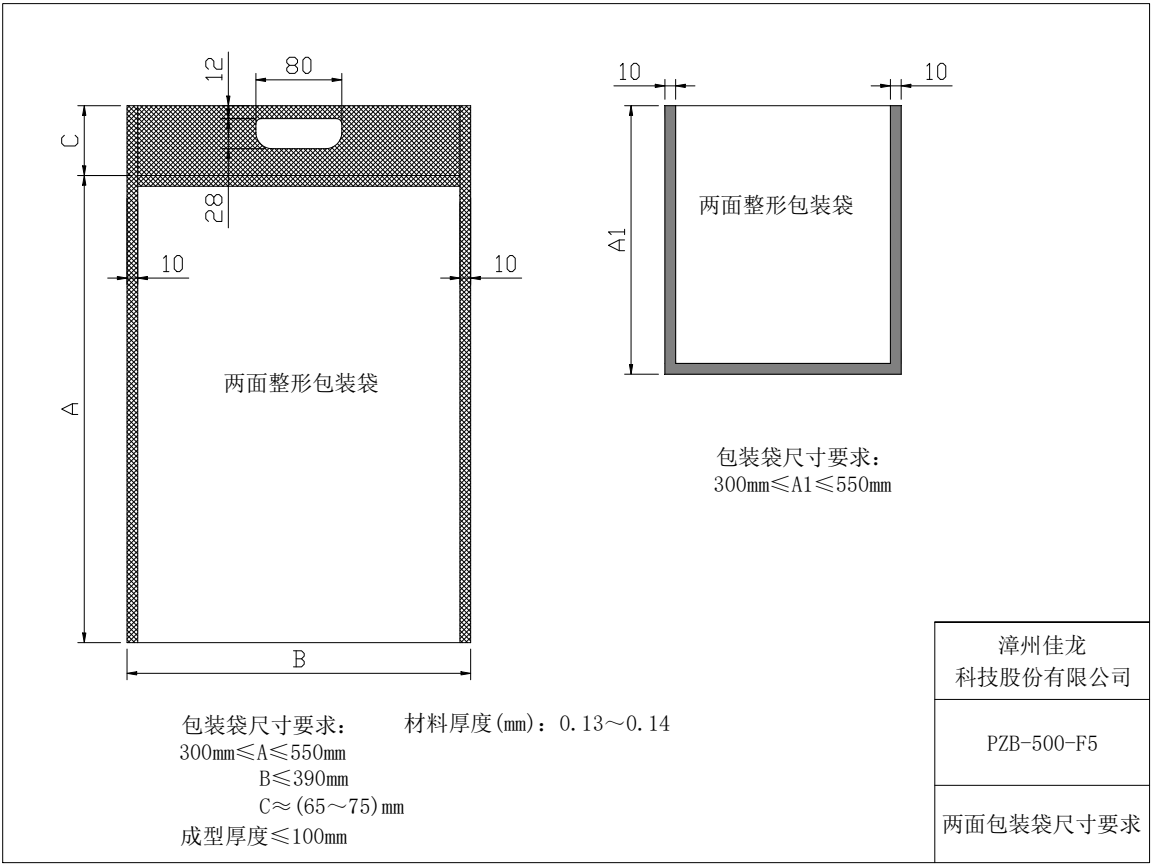 12
80
C
28
10
10
两面整形包装袋
A
B
10
10
两面整形包装袋
A1
包装袋尺寸要求:
300mm≤A1≤550mm
包装袋尺寸要求:
材料厚度(mm): 0.13～0.14
300mm≤A≤550mm
B≤390mm
C≈(65～75)mm
成型厚度≤100mm
漳州佳龙
科技股份有限公司
PZB-500-F5
两面包装袋尺寸要求